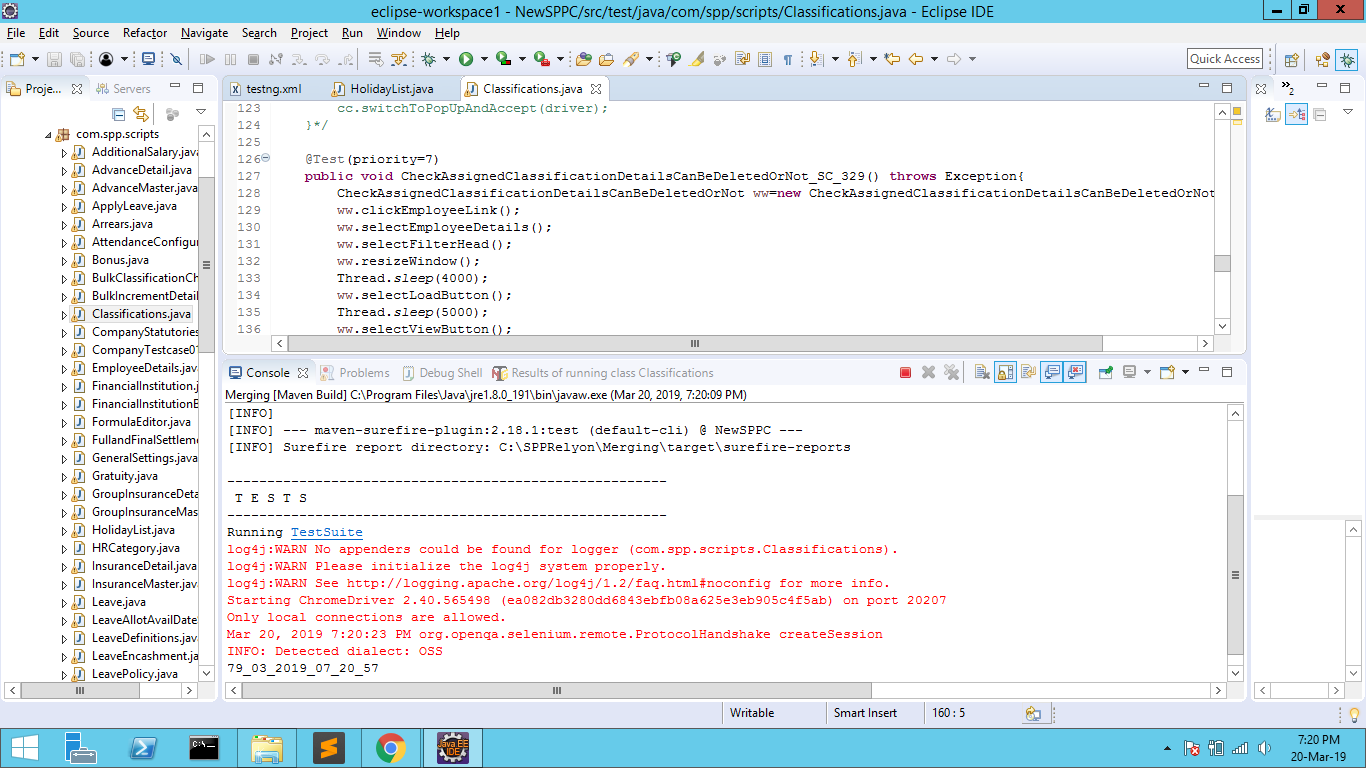 eclipse-workspace1 - NewSPPC/src/test/java/com/spp/scripts/Classifications.java - Eclipse IDE
File Edit Source Refactor Navigate Search Project Run Window Help
Quick Access
Proje... Servers
com.spp.scripts
AdditionalSalary.java
AdvanceDetail.java
AdvanceMaster.java
ApplyLeave.java
Arrears.java
AttendanceConfigur
Bonus.java
BulkClassificationCh
BulkIncrementDetail
Classifications.java
CompanyStatutories
CompanyTestcase01
EmployeeDetails.java
FinancialInstitution.j
FinancialInstitutionE
FormulaEditor.java
FullandFinalSettleme
GeneralSettings.java
Gratuity.java
GroupInsuranceDeta
GroupInsuranceMas
HolidayList.java
HRCategory.java
InsuranceDetail.java
InsuranceMaster.java
Leave.java
LeaveAllotAvailDate
LeaveDefinitions.java
LeaveEncashment.ja
LeavePolicy.java
testng.xml HolidayList.java Classifications.java
123 cc.switchToPopUpAndAccept(driver);
124 }*/
125
126 @Test(priority=7)
127 public void CheckAssignedClassificationDetailsCanBeDeletedOrNot_SC_329() throws Exception{
128 CheckAssignedClassificationDetailsCanBeDeletedOrNot ww=new CheckAssignedClassificationDetailsCanBeDeletedOrNot
129 ww.clickEmployeeLink();
130 ww.selectEmployeeDetails();
131 ww.selectFilterHead();
132 ww.resizeWindow();
133 Thread.sleep(4000);
134 ww.selectLoadButton();
135 Thread.sleep(5000);
136 ww.selectViewButton();
Console Problems Debug Shell Results of running class Classifications
Merging [Maven Build] C:\Program Files\Java\jre1.8.0_191\bin\javaw.exe (Mar 20, 2019, 7:20:09 PM)
[INFO]
[INFO] --- maven-surefire-plugin:2.18.1:test (default-cli) @ NewSPPC ---
[INFO] Surefire report directory: C:\SPPRelyon\Merging\target\surefire-reports
-------------------------------------------------------
T E S T S
-------------------------------------------------------
Running TestSuite
log4j:WARN No appenders could be found for logger (com.spp.scripts.Classifications).
log4j:WARN Please initialize the log4j system properly.
log4j:WARN See http://logging.apache.org/log4j/1.2/faq.html#noconfig for more info.
Starting ChromeDriver 2.40.565498 (ea082db3280dd6843ebfb08a625e3eb905c4f5ab) on port 20207
Only local connections are allowed.
Mar 20, 2019 7:20:23 PM org.openqa.selenium.remote.ProtocolHandshake createSession
INFO: Detected dialect: OSS
79_03_2019_07_20_57
»2
Writable Smart Insert 160 : 5
C:\_
Java EE
IDE
7:20 PM
20-Mar-19